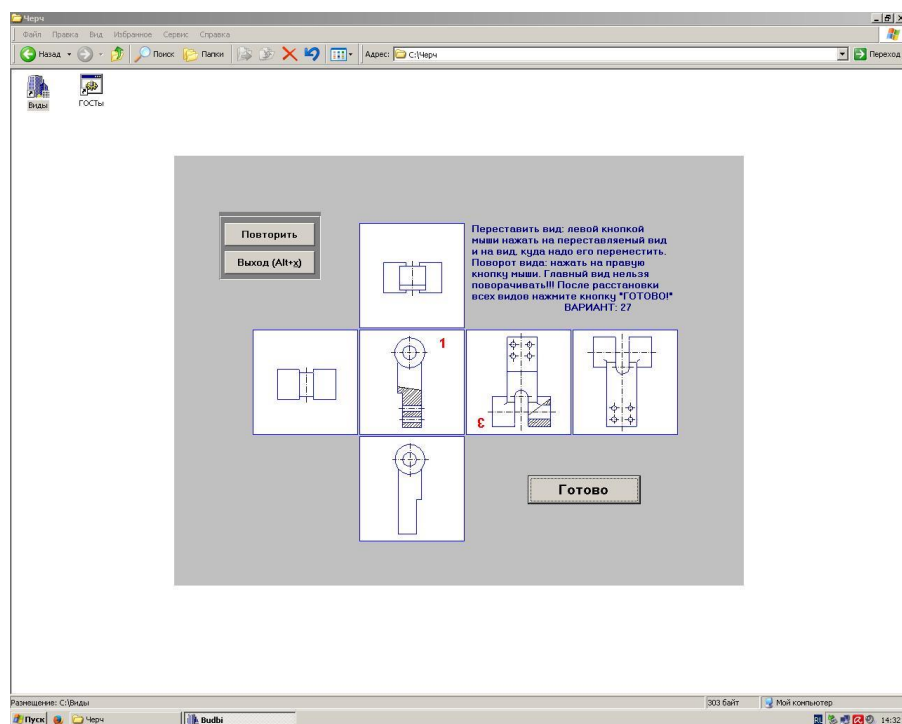 Черч
Файл Правка Вид Избранное Сервис Справка
Назад Поиск Папки Адрес: C:\Черч Переход
Виды ГОСТы
Повторить
Выход (Alt+x)
Переставить вид: левой кнопкой
мыши нажать на переставляемый вид
и на вид, куда надо его переместить.
Поворот вида: нажать на правую
кнопку мыши. Главный вид нельзя
поворачивать!!! После расстановки
всех видов нажмите кнопку "ГОТОВО!"
ВАРИАНТ: 27
1
3
Готово
Размещение: C:\Виды 303 байт Мой компьютер
Пуск Черч Budbi RL 14:32